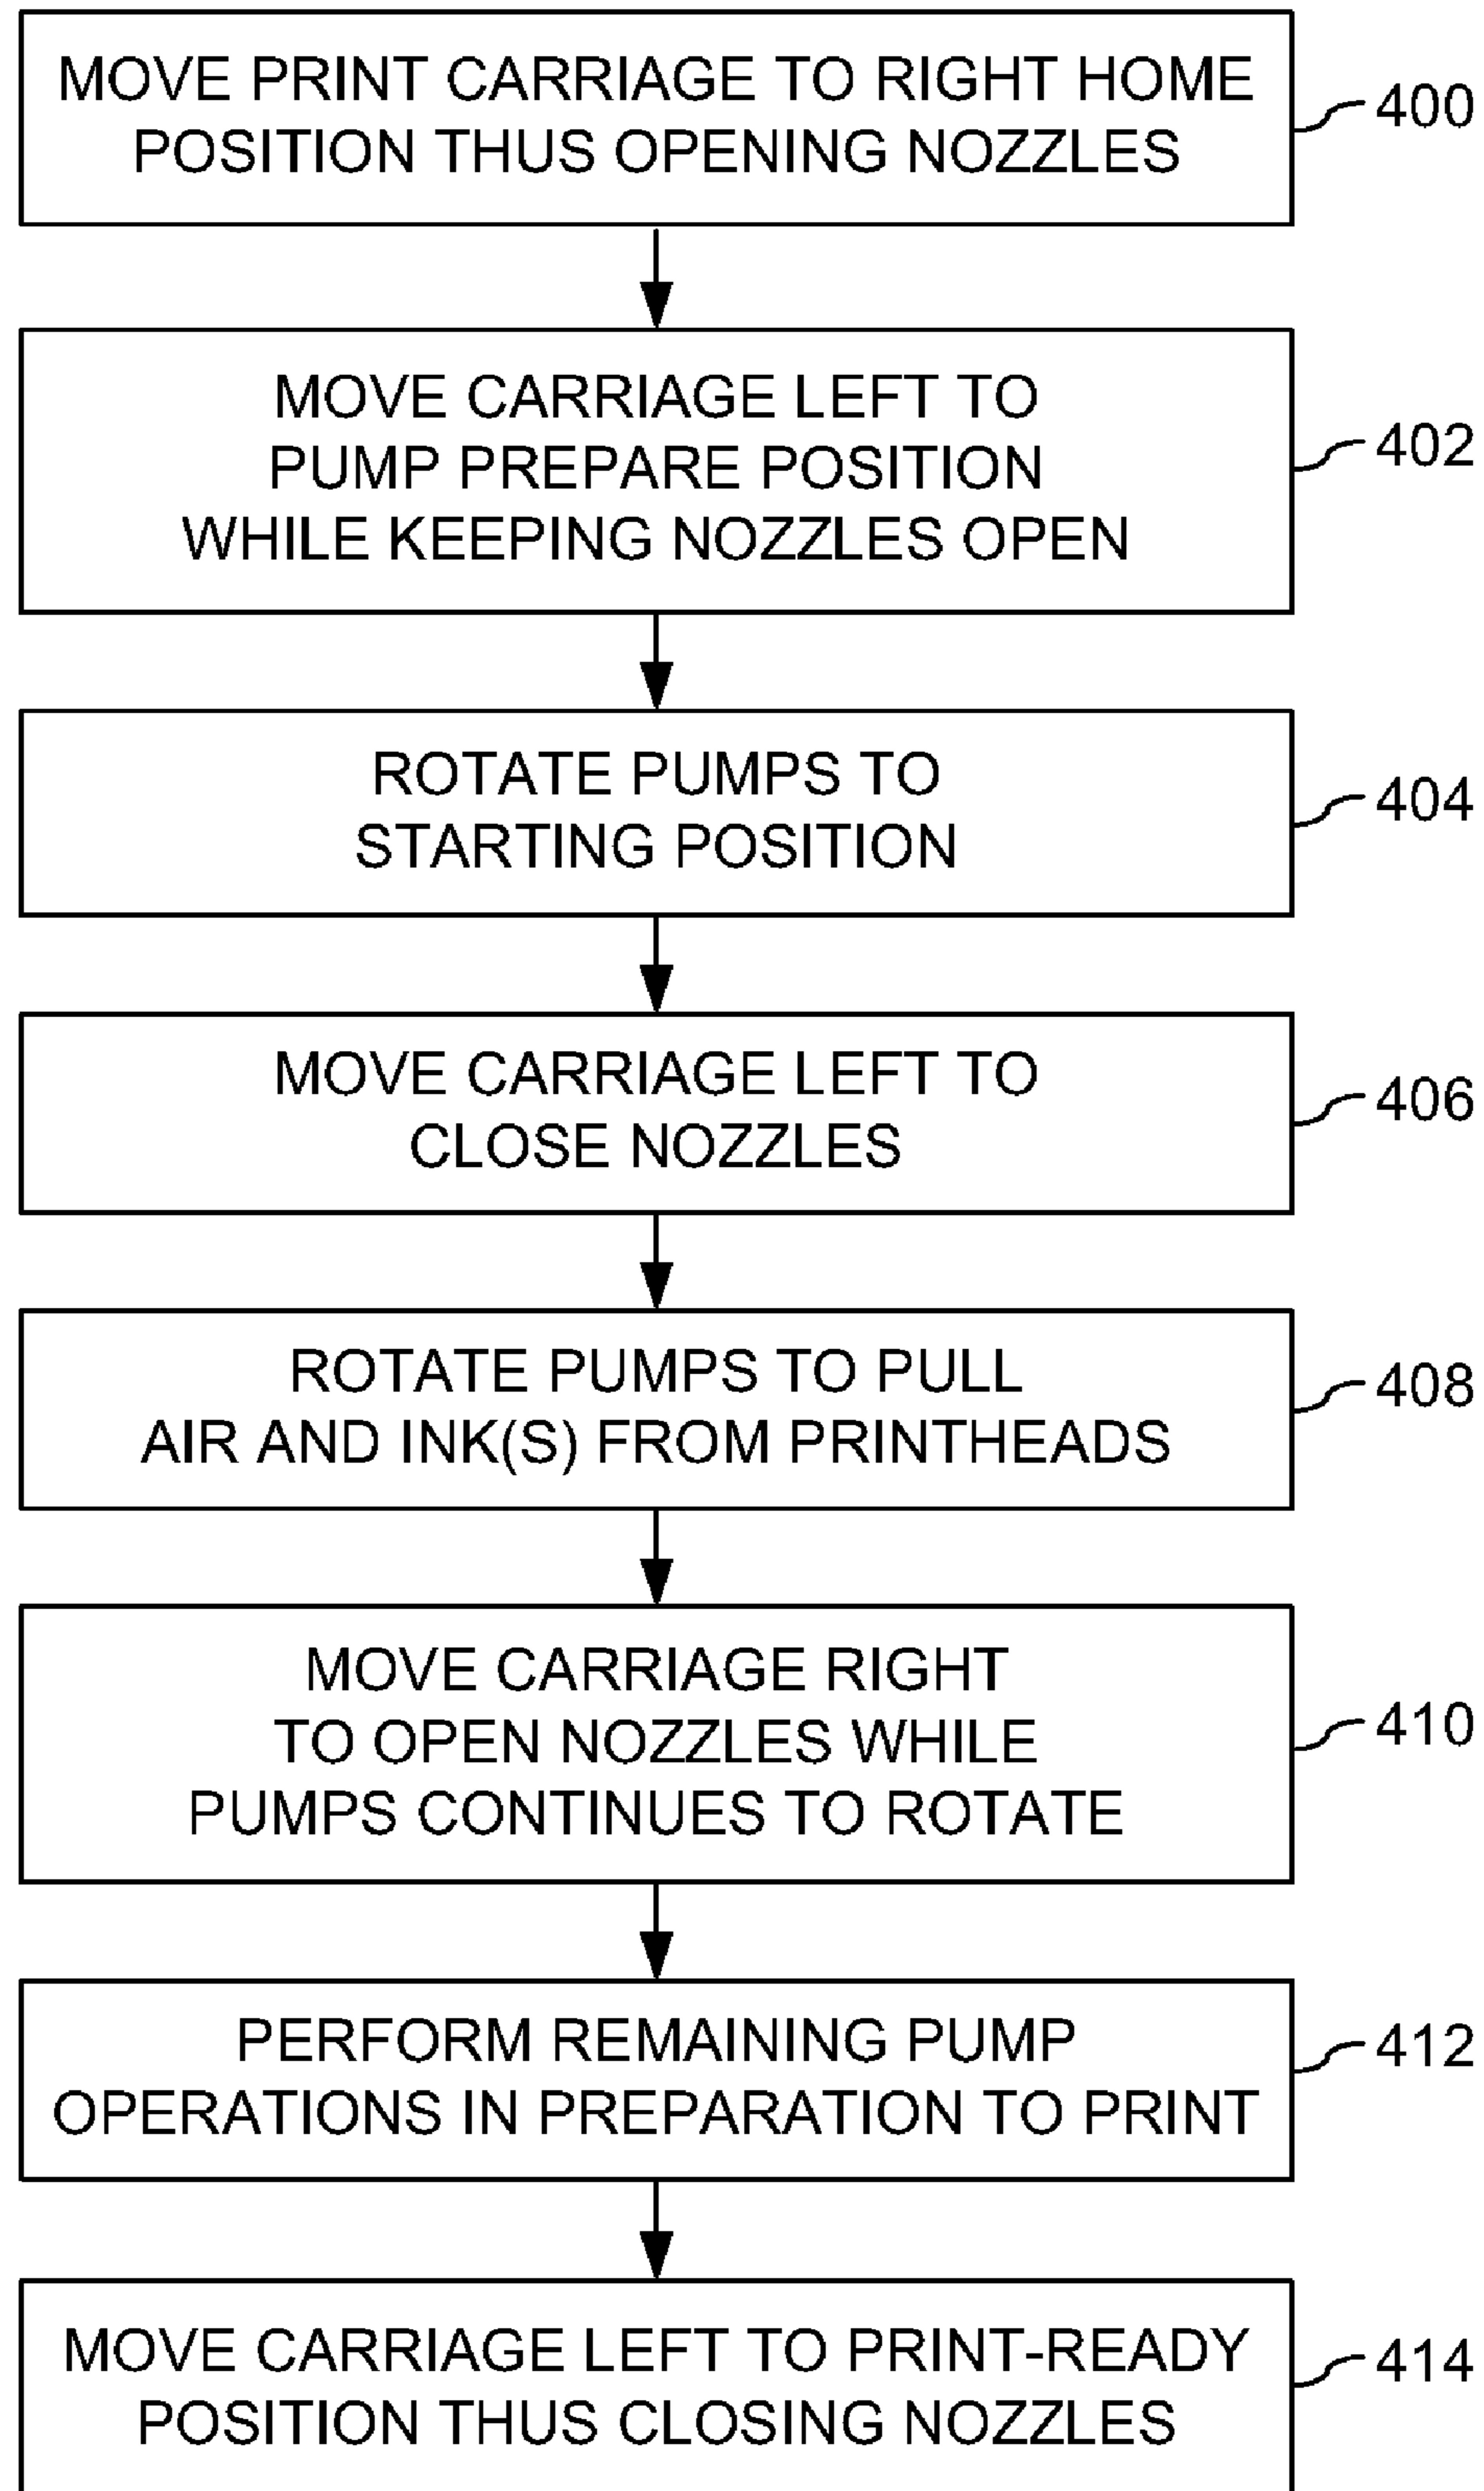 MOVE PRINT CARRIAGE TO RIGHT HOME
POSITION THUS OPENING NOZZLES
400
MOVE CARRIAGE LEFT TO
PUMP PREPARE POSITION
WHILE KEEPING NOZZLES OPEN
402
ROTATE PUMPS TO
STARTING POSITION
404
MOVE CARRIAGE LEFT TO
CLOSE NOZZLES
406
ROTATE PUMPS TO PULL
AIR AND INK(S) FROM PRINTHEADS
408
MOVE CARRIAGE RIGHT
TO OPEN NOZZLES WHILE
PUMPS CONTINUES TO ROTATE
410
PERFORM REMAINING PUMP
OPERATIONS IN PREPARATION TO PRINT
412
MOVE CARRIAGE LEFT TO PRINT-READY
POSITION THUS CLOSING NOZZLES
414